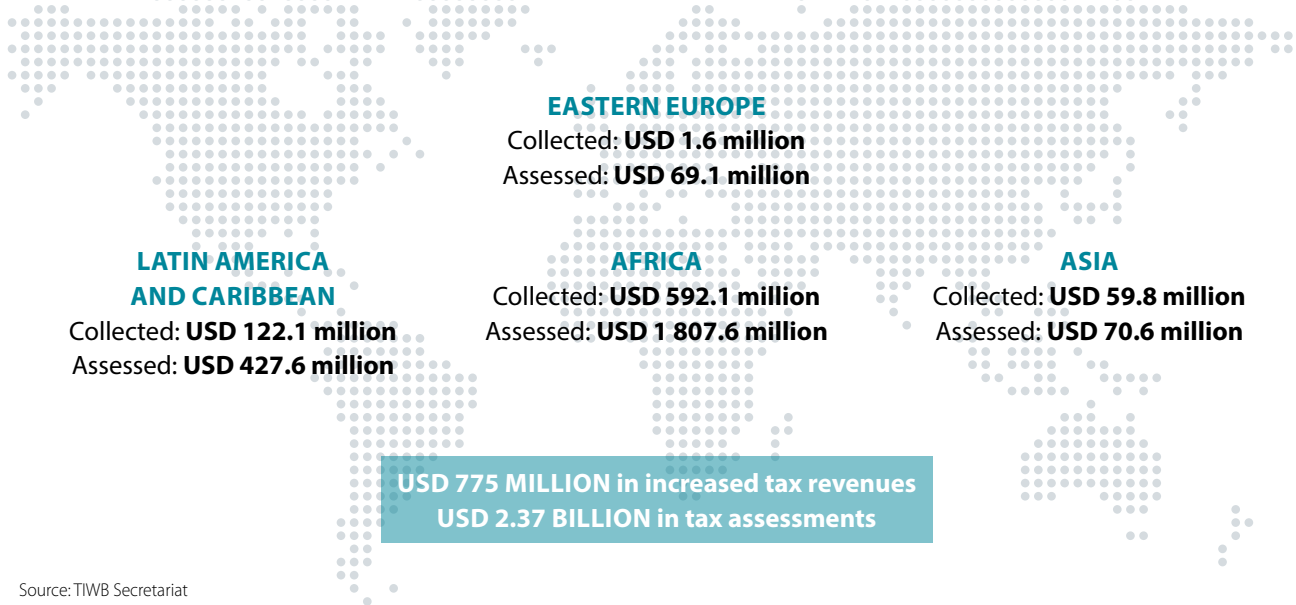 EASTERN EUROPE
Collected: USD 1.6 million
Assessed: USD 69.1 million
LATIN AMERICA
AND CARIBBEAN
Collected: USD 122.1 million
Assessed: USD 427.6 million
AFRICA
Collected: USD 592.1 million
Assessed: USD 1 807.6 million
ASIA
Collected: USD 59.8 million
Assessed: USD 70.6 million
USD 775 MILLION in increased tax revenues
USD 2.37 BILLION in tax assessments
Source: TIWB Secretariat